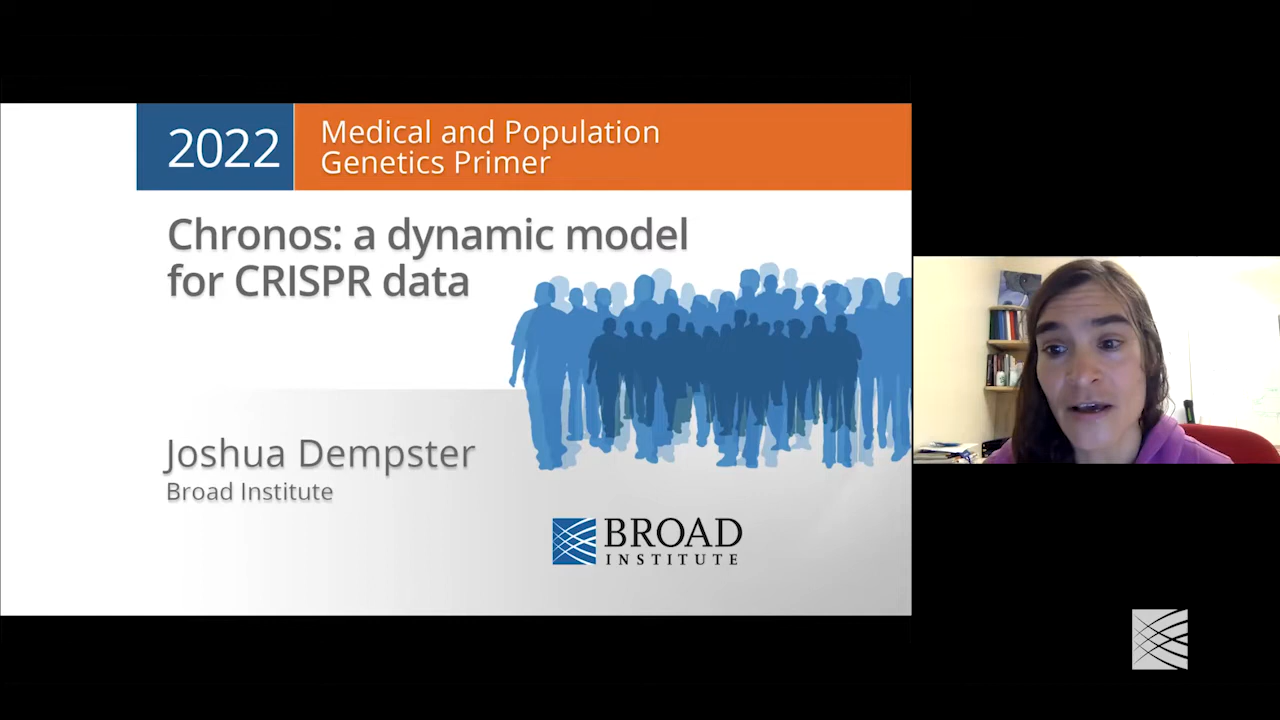 2022
Medical and Population
Genetics Primer
Chronos: a dynamic model
for CRISPR data
Joshua Dempster
Broad Institute
BROAD
INSTITUTE